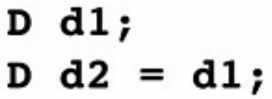 D d1;
D d2 = d1;